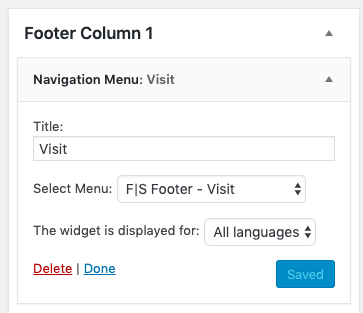 Footer Column 1
Navigation Menu: Visit
Title:
Visit
Select Menu: F|S Footer - Visit
The widget is displayed for: All languages
Delete | Done Saved